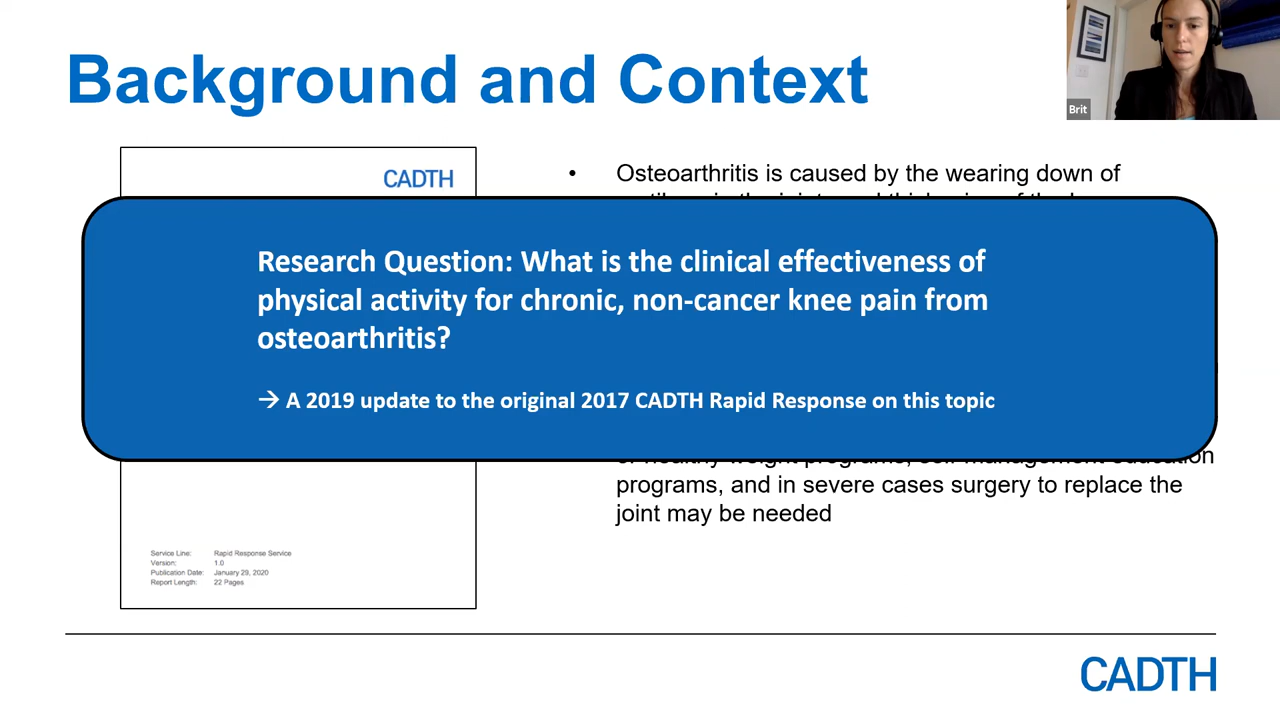 Background and Context
Brit
CADTH
• Osteoarthritis is caused by the wearing down of
Research Question: What is the clinical effectiveness of
physical activity for chronic, non-cancer knee pain from
osteoarthritis?
→ A 2019 update to the original 2017 CADTH Rapid Response on this topic
programs, and in severe cases surgery to replace the
joint may be needed
Service Line: Rapid Response Service
Version: 1.0
Publication Date: January 29, 2020
Report Length: 22 Pages
CADTH